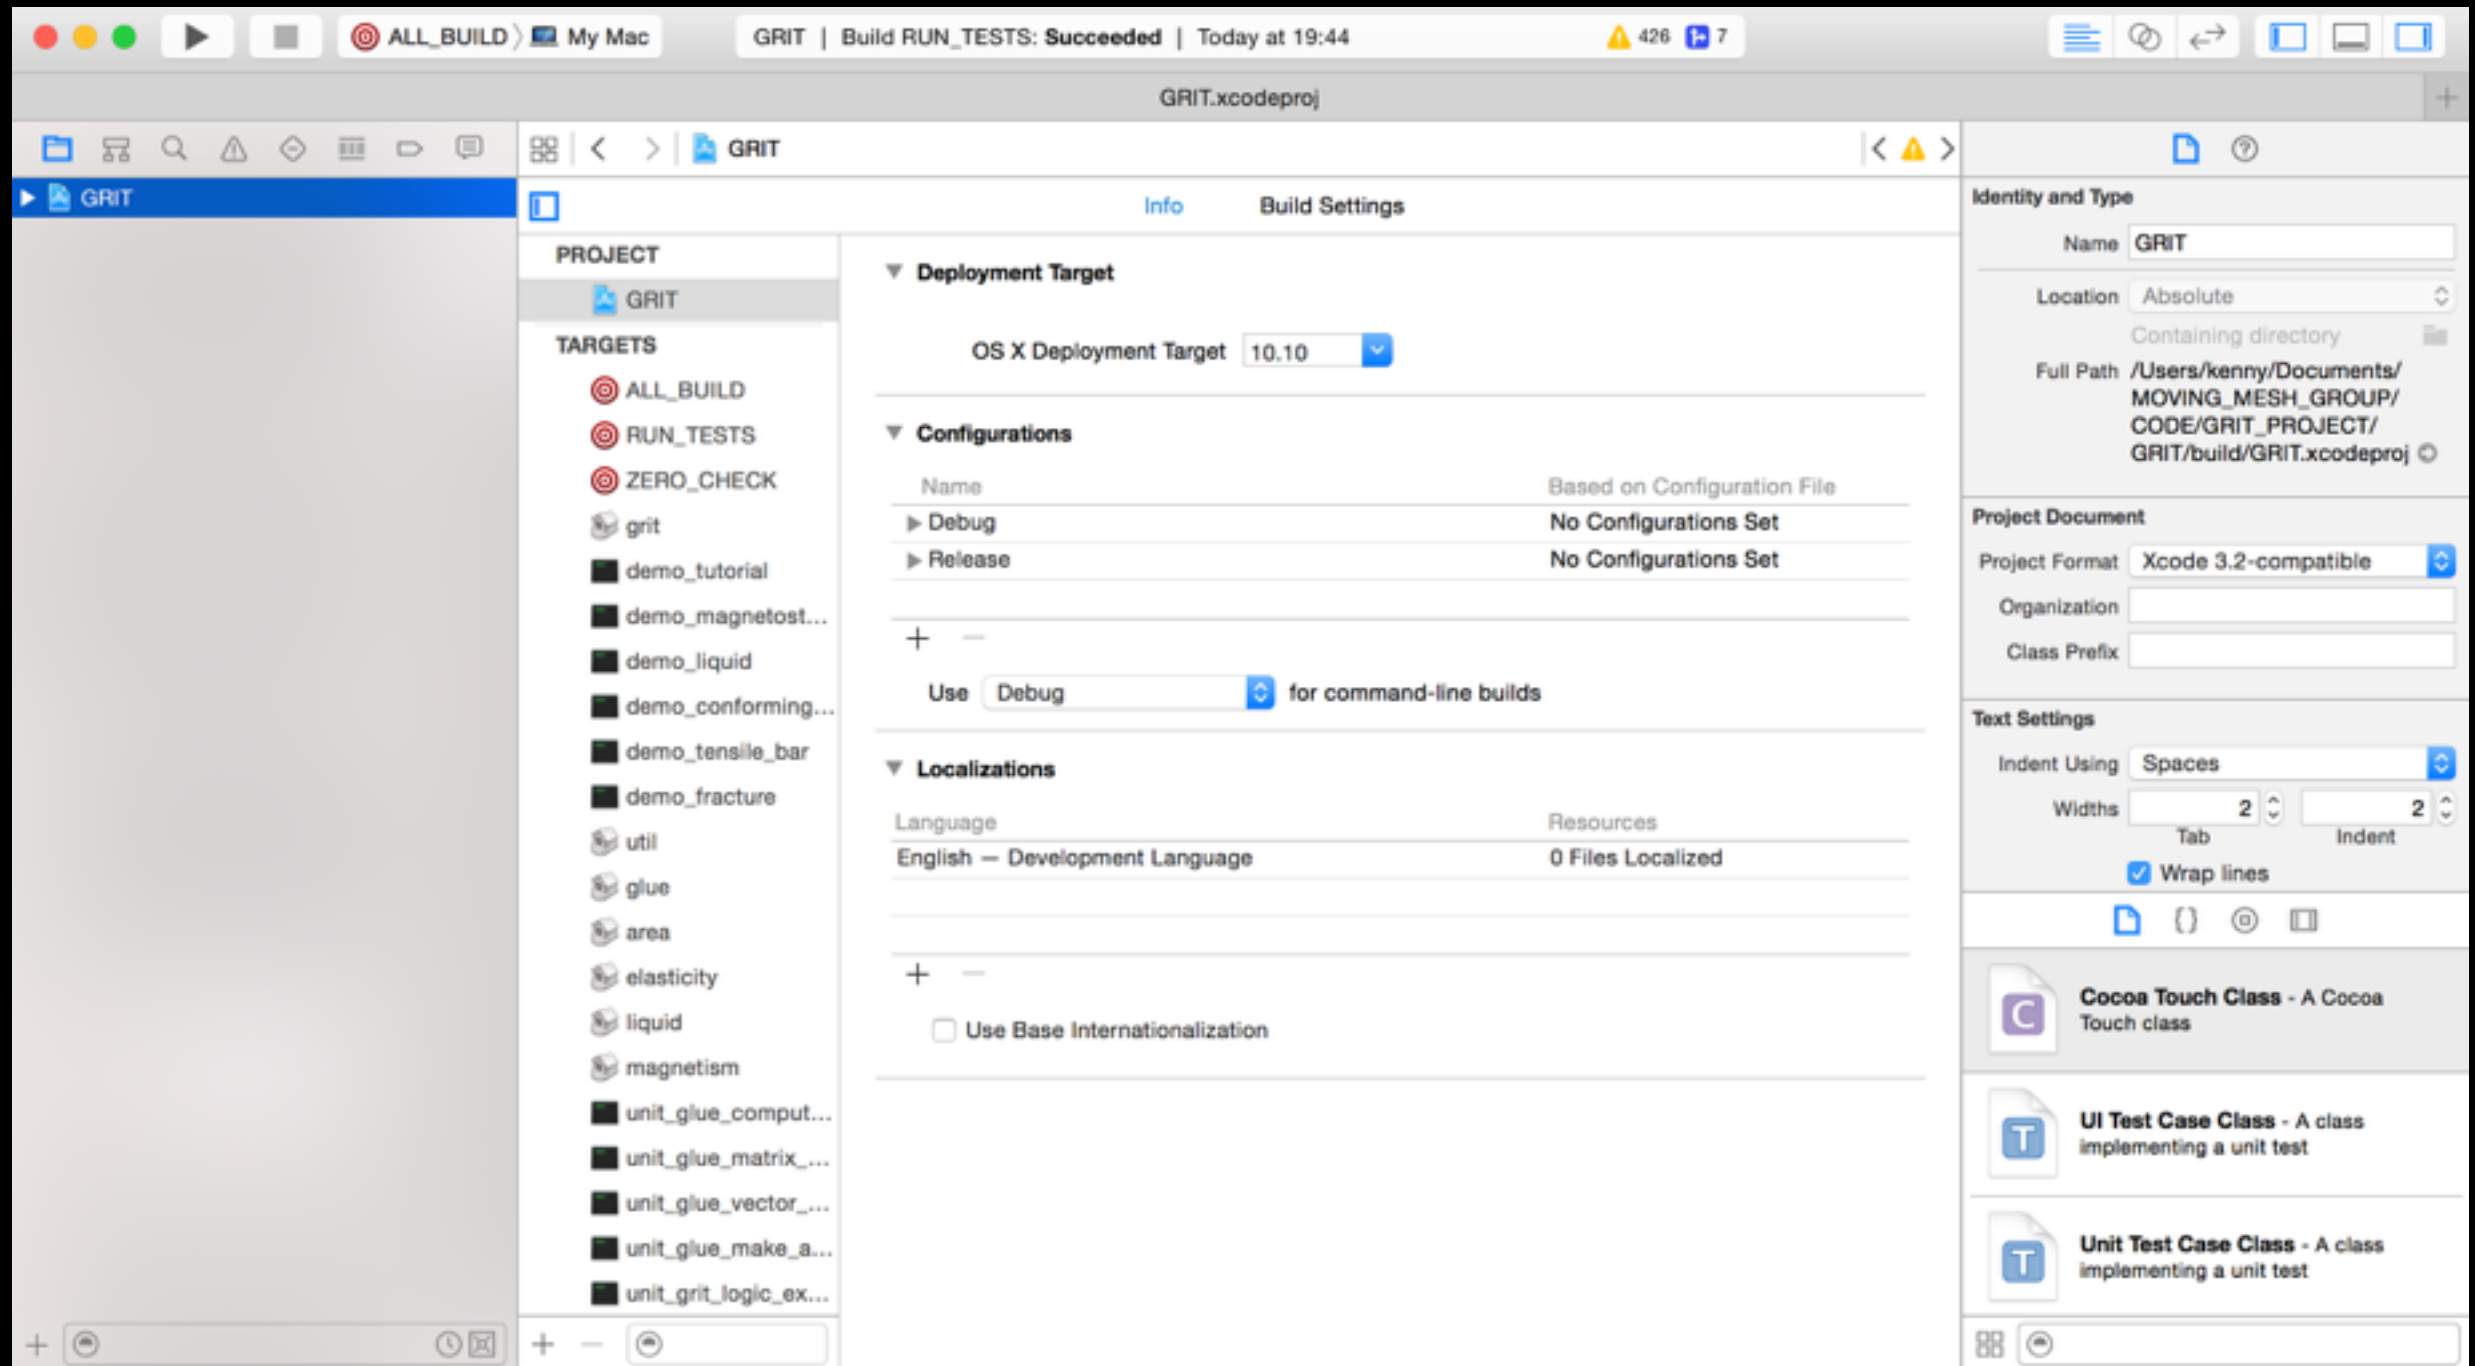 ALL_BUILD My Mac
GRIT | Build RUN_TESTS: Succeeded | Today at 19:44
426 7
GRIT.xcodeproj
GRIT
GRIT
Info Build Settings
PROJECT
GRIT
TARGETS
ALL_BUILD
RUN_TESTS
ZERO_CHECK
grit
demo_tutorial
demo_magnetost...
demo_liquid
demo_conforming...
demo_tensile_bar
demo_fracture
util
glue
area
elasticity
liquid
magnetism
unit_glue_comput...
unit_glue_matrix_...
unit_glue_vector_...
unit_glue_make_a...
unit_grit_logic_ex...
Deployment Target
OS X Deployment Target 10.10
Configurations
Name Based on Configuration File
Debug No Configurations Set
Release No Configurations Set
Use Debug for command-line builds
Localizations
Language Resources
English — Development Language 0 Files Localized
Use Base Internationalization
Identity and Type
Name GRIT
Location Absolute
Containing directory
Full Path /Users/kenny/Documents/
MOVING_MESH_GROUP/
CODE/GRIT_PROJECT/
GRIT/build/GRIT.xcodeproj
Project Document
Project Format Xcode 3.2-compatible
Organization
Class Prefix
Text Settings
Indent Using Spaces
Widths 2 2
Tab Indent
Wrap lines
C
Cocoa Touch Class - A Cocoa
Touch class
T
UI Test Case Class - A class
implementing a unit test
T
Unit Test Case Class - A class
implementing a unit test